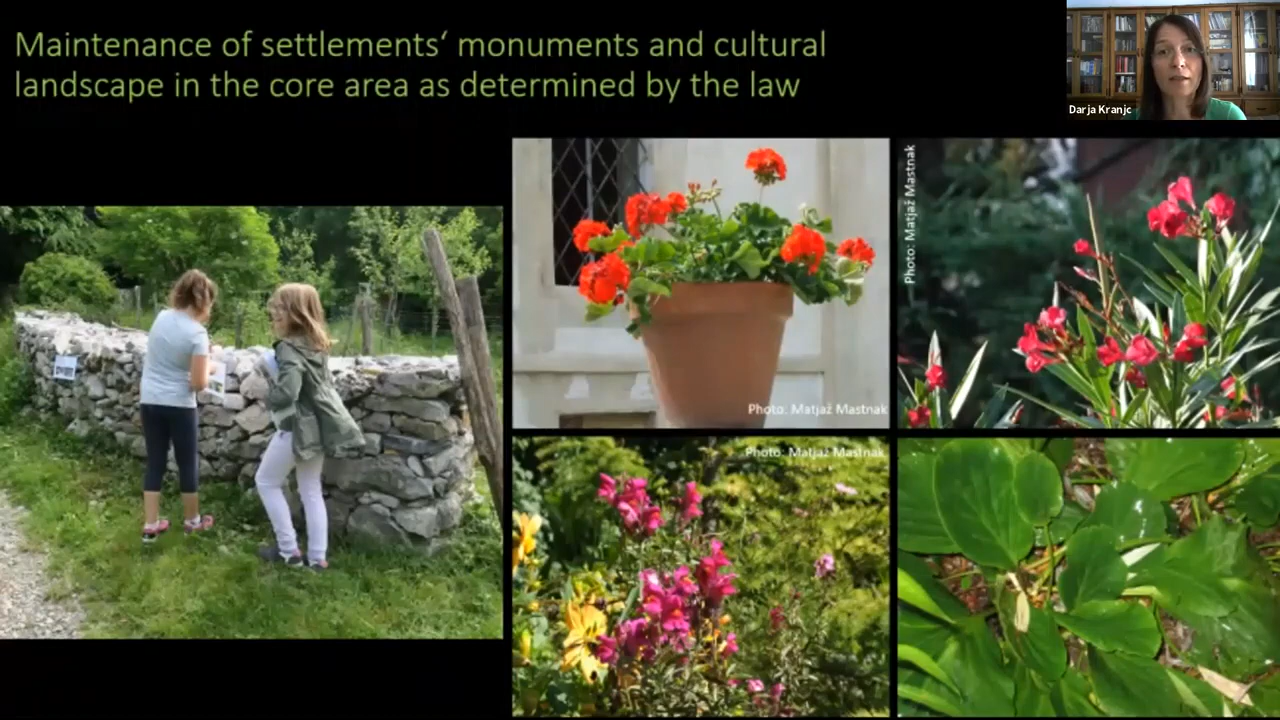 Maintenance of settlements‘ monuments and cultural
landscape in the core area as determined by the law
Darja Kranjc
Photo: Matjaž Mastnak
Photo: Matjaž Mastnak
Photo: Matjaž Mastnak